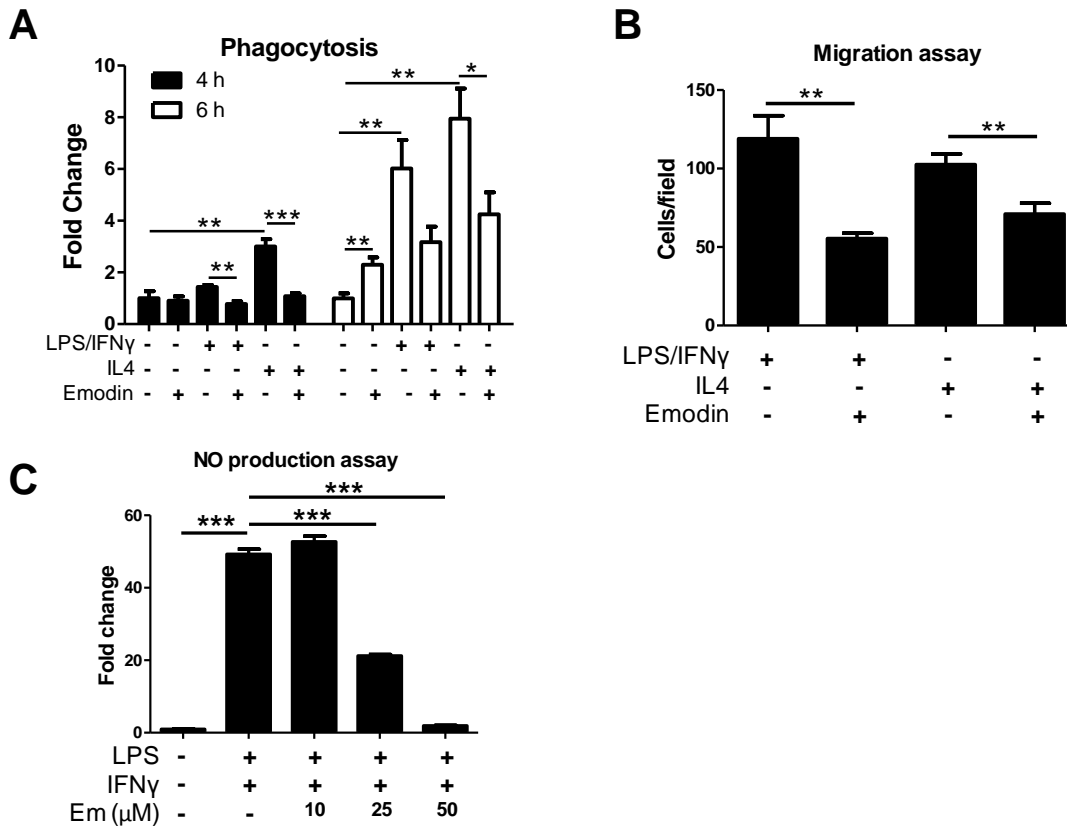 A
Phagocytosis
4 h
6 h
Fold Change
10
8
6
4
2
0
** ** *** ** ** ** ** *
LPS/IFNγ - - + + - - - - + + - -
IL4 - - - - + + - - - - + +
Emodin - + - + - + - + - + - +
B
Migration assay
Cells/field
150
100
50
0
** **
LPS/IFNγ + + - -
IL4 - - + +
Emodin - + - +
C
NO production assay
Fold change
60
40
20
0
*** *** ***
LPS - + + + +
IFNγ - + + + +
Em (μM) - - 10 25 50